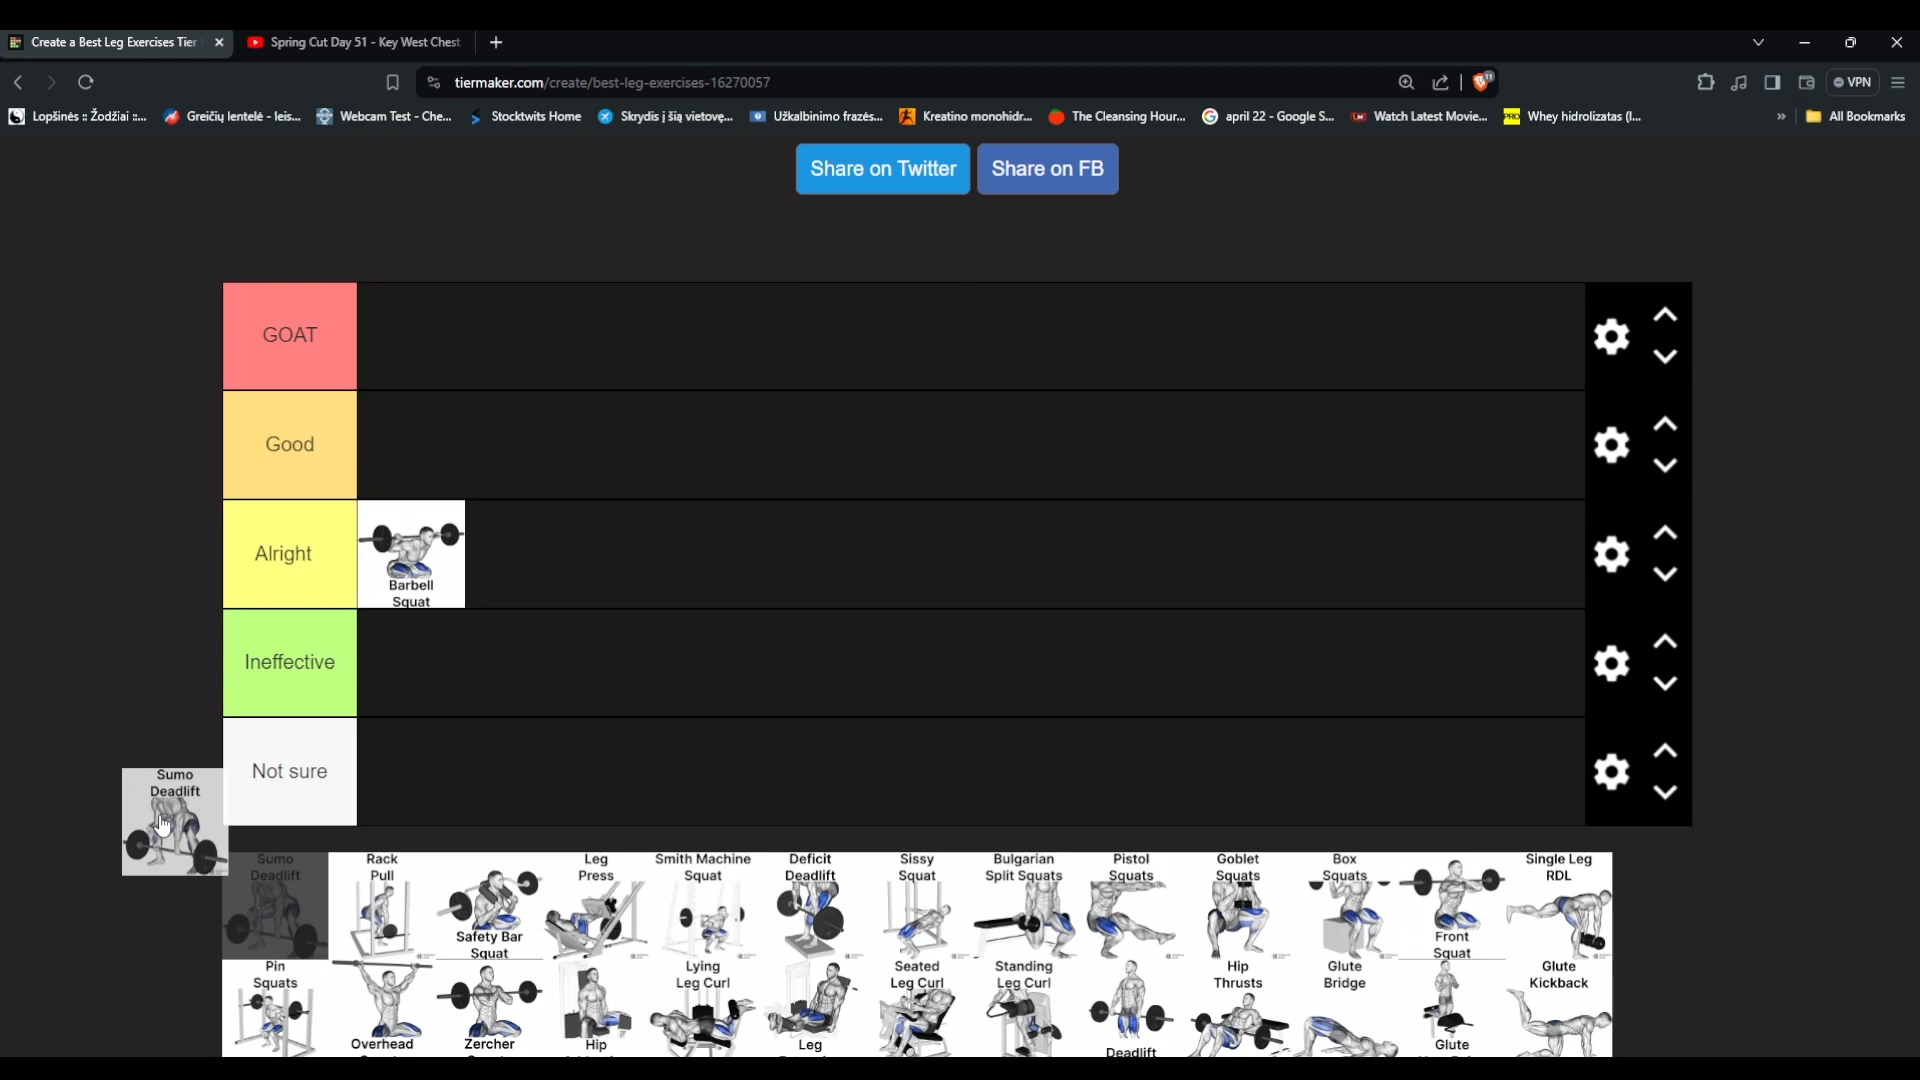 Create a Best Leg Exercises Tier
Spring Cut Day 51 - Key West Chest
tiermaker.com/create/best-leg-exercises-16270057
11
VPN
Lopšinės :: Žodžiai ::...
Greičių lentelė - leis...
Webcam Test - Che...
Stocktwits Home
Skrydis į šią vietovę...
Užkalbinimo frazės...
Kreatino monohidr...
The Cleansing Hour...
april 22 - Google S...
Watch Latest Movie...
Whey hidrolizatas (I...
All Bookmarks
Share on Twitter
Share on FB
GOAT
Good
Alright
Barbell
Squat
Ineffective
Not sure
Sumo
Deadlift
Sumo
Deadlift
Rack
Pull
Safety Bar
Squat
Leg
Press
Smith Machine
Squat
Deficit
Deadlift
Sissy
Squat
Bulgarian
Split Squats
Pistol
Squats
Goblet
Squats
Box
Squats
Front
Squat
Single Leg
RDL
Pin
Squats
Overhead
Zercher
Hip
Lying
Leg Curl
Leg
Seated
Leg Curl
Standing
Leg Curl
Deadlift
Hip
Thrusts
Glute
Bridge
Glute
Glute
Kickback